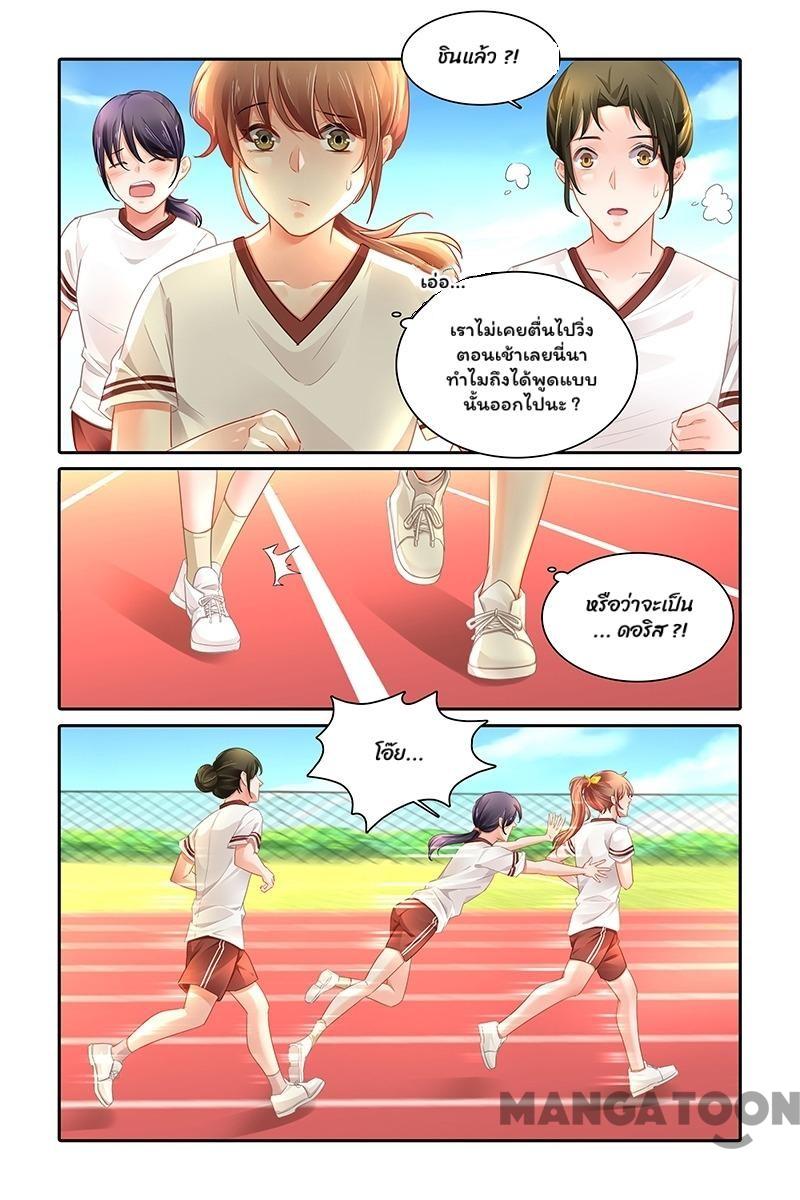 ชินแล้ว ?!
เอ่อ...
เราไม่เคยตื่นไปวิ่ง
ตอนเช้าเลยนี่นา
ทำไมถึงได้พูดแบบ
นั้นออกไปนะ ?
หรือว่าจะเป็น
... ดอริส ?!
โอ๊ย...
MANGATOON